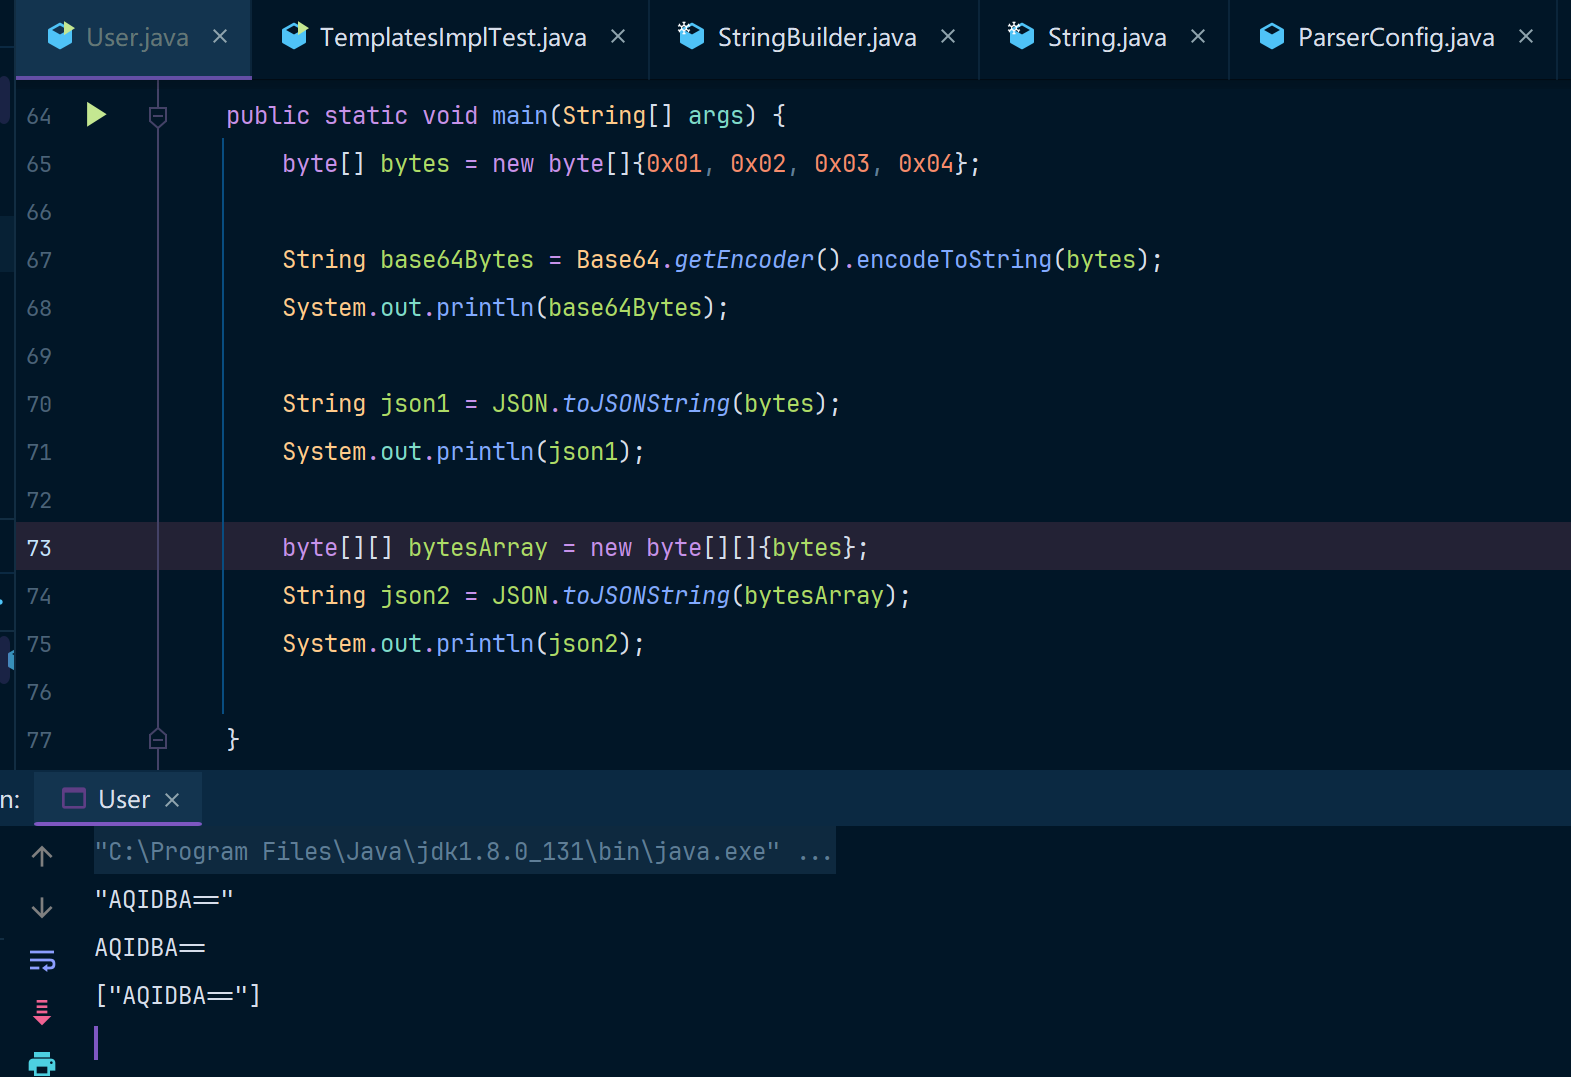 User.java
TemplatesImplTest.java
StringBuilder.java
String.java
ParserConfig.java
64 public static void main(String[] args) {
65 byte[] bytes = new byte[]{0x01, 0x02, 0x03, 0x04};
66
67 String base64Bytes = Base64.getEncoder().encodeToString(bytes);
68 System.out.println(base64Bytes);
69
70 String json1 = JSON.toJSONString(bytes);
71 System.out.println(json1);
72
73 byte[][] bytesArray = new byte[][]{bytes};
74 String json2 = JSON.toJSONString(bytesArray);
75 System.out.println(json2);
76
77 }
n: User
"C:\Program Files\Java\jdk1.8.0_131\bin\java.exe" ...
"AQIDBA=="
AQIDBA==
["AQIDBA=="]